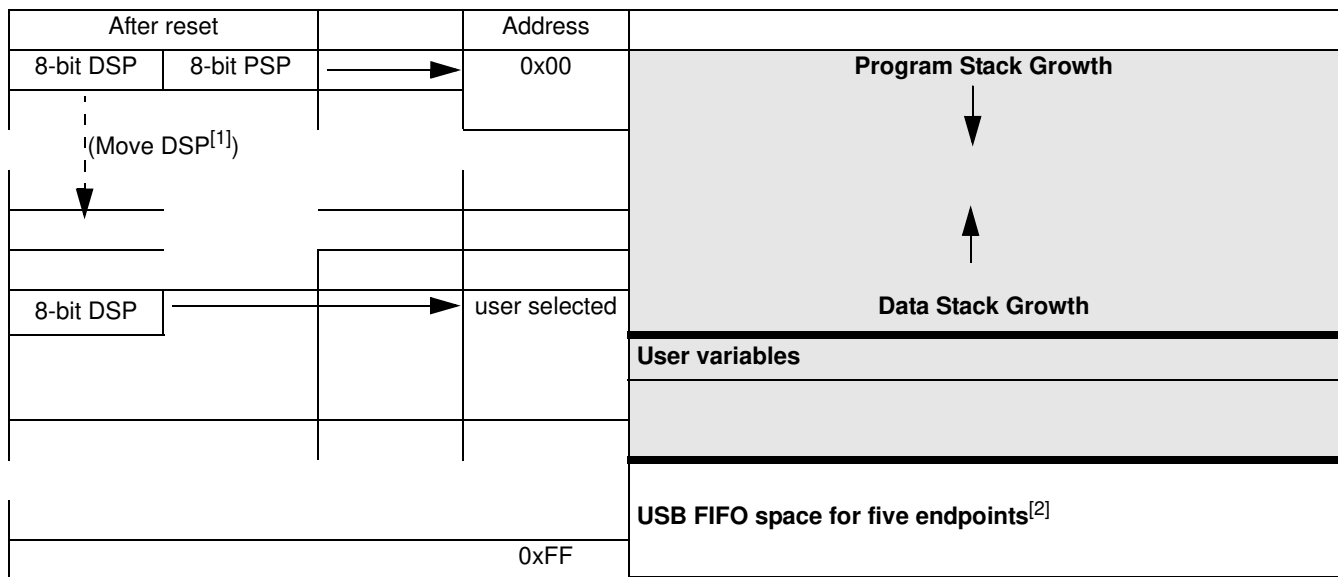 After reset Address
8-bit DSP 8-bit PSP 0x00 Program Stack Growth
(Move DSP[1])
8-bit DSP user selected Data Stack Growth
User variables
USB FIFO space for five endpoints[2]
0xFF